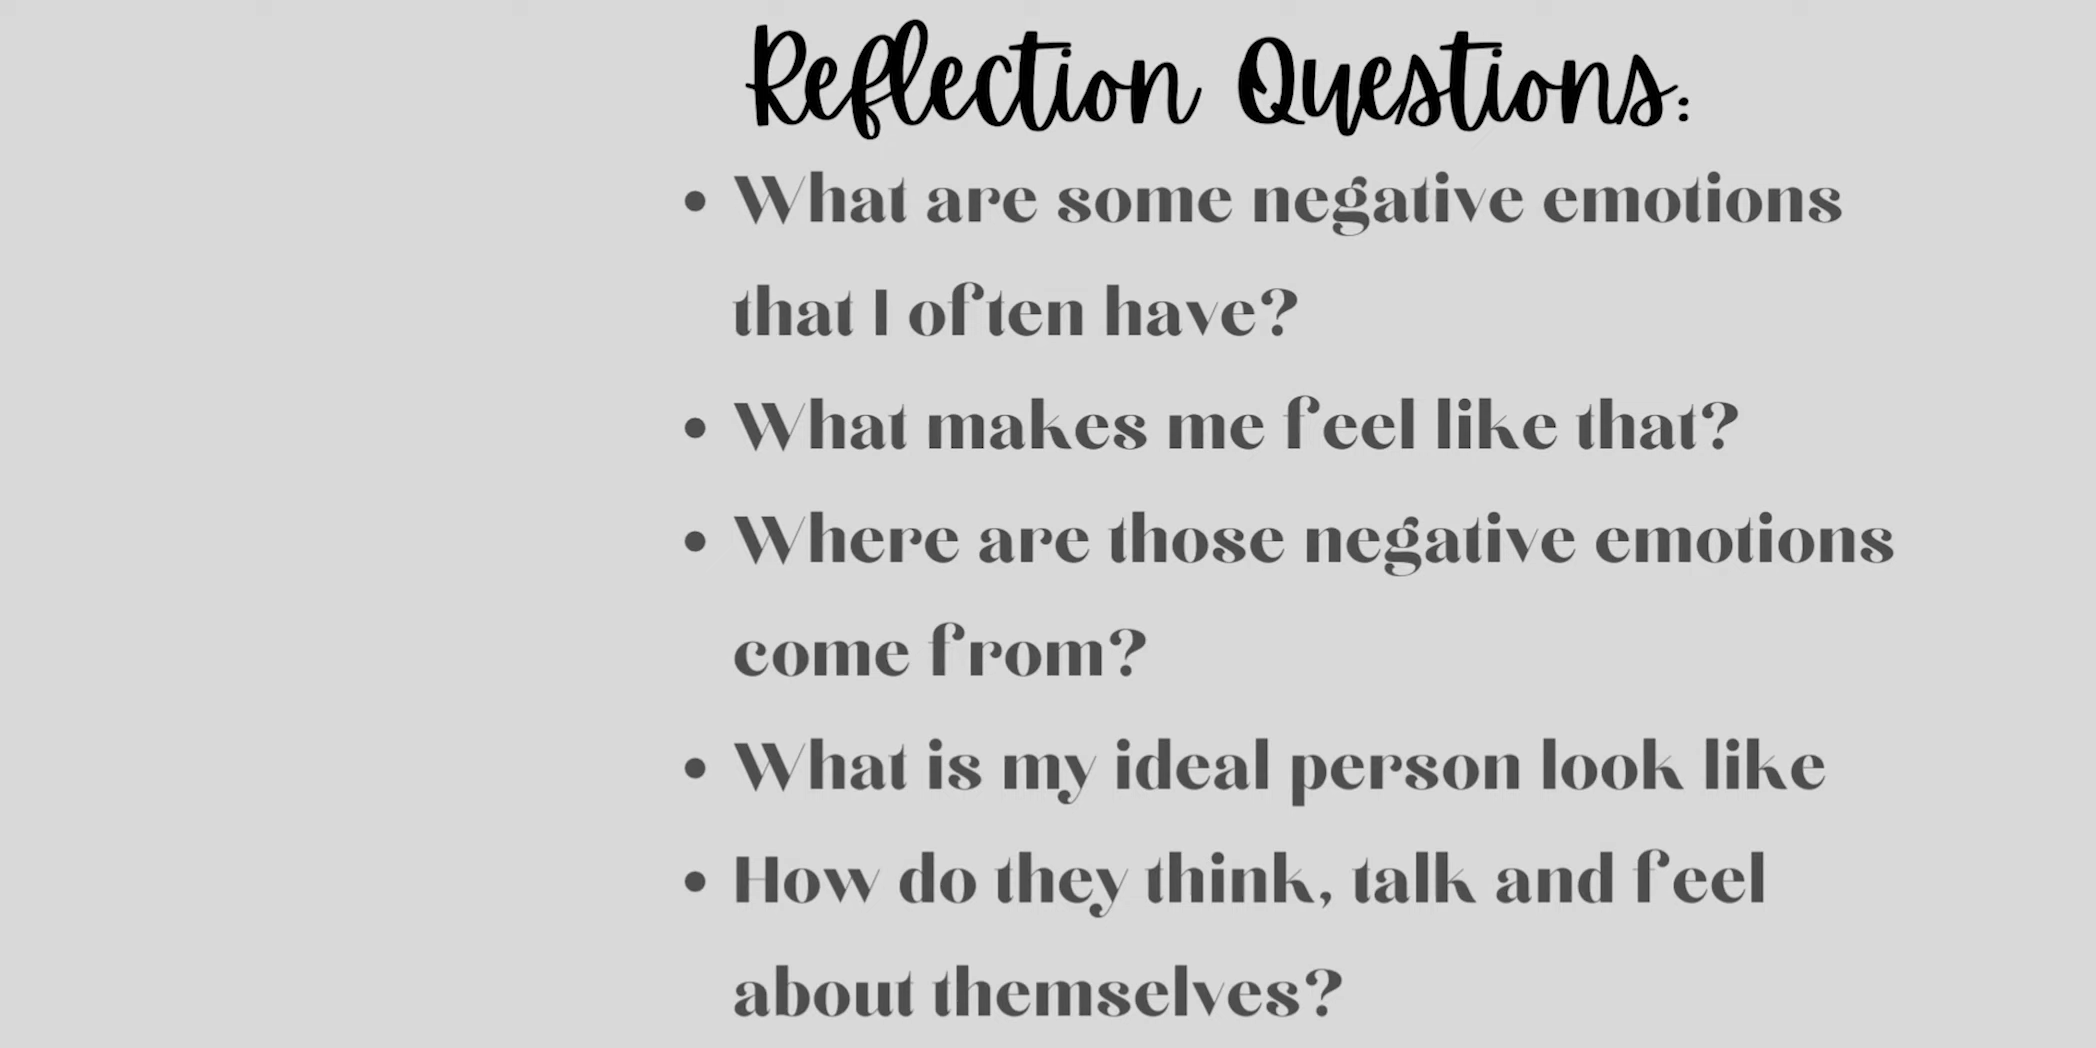 Reflection Questions:
• What are some negative emotions
that I often have?
• What makes me feel like that?
• Where are those negative emotions
come from?
• What is my ideal person look like
• How do they think, talk and feel
about themselves?